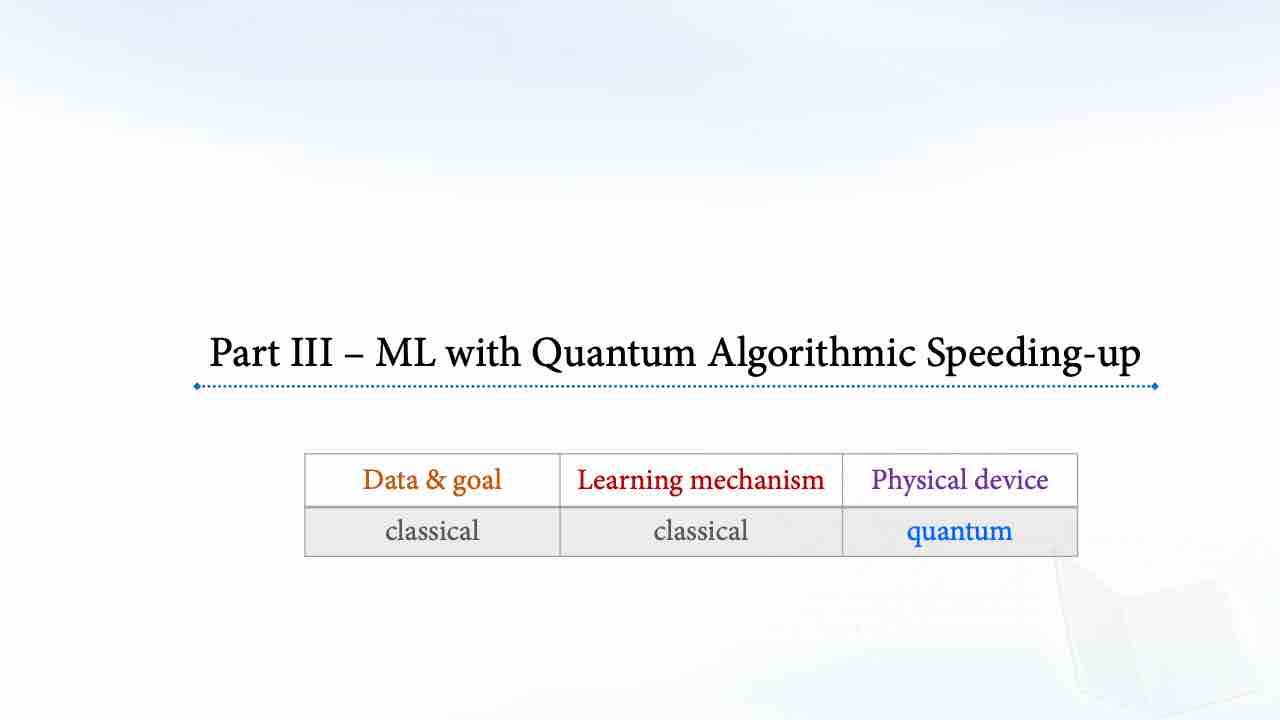 Part III – ML with Quantum Algorithmic Speeding-up
Data & goal Learning mechanism Physical device
classical classical quantum